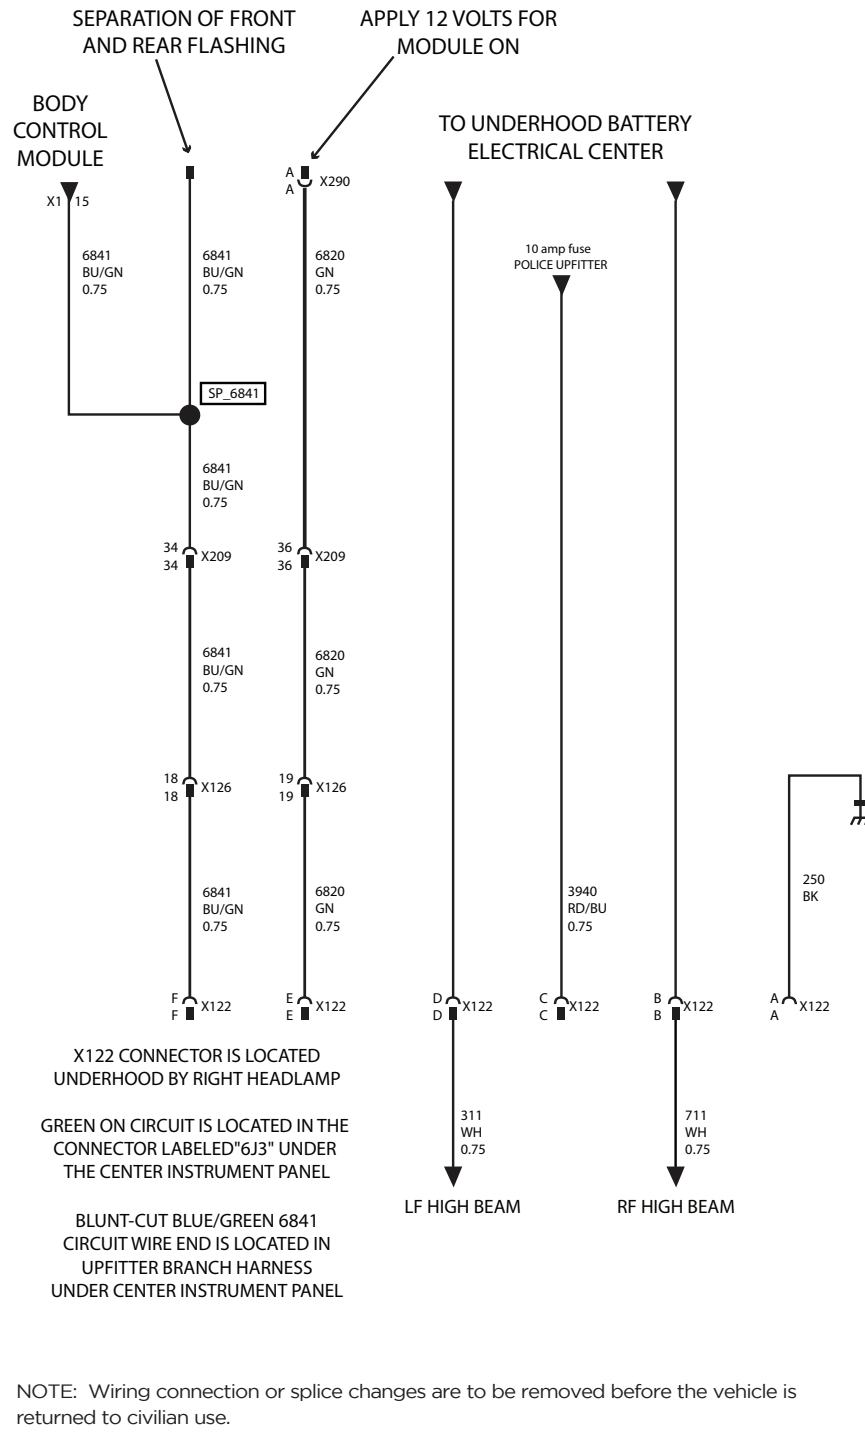 SEPARATION OF FRONT
AND REAR FLASHING
APPLY 12 VOLTS FOR
MODULE ON
BODY
CONTROL
MODULE
TO UNDERHOOD BATTERY
ELECTRICAL CENTER
X1 15
A
A
X290
6841
BU/GN
0.75
6841
BU/GN
0.75
6820
GN
0.75
10 amp fuse
POLICE UPFITTER
SP_6841
6841
BU/GN
0.75
34
34
X209
36
36
X209
6841
BU/GN
0.75
6820
GN
0.75
18
18
X126
19
19
X126
6841
BU/GN
0.75
6820
GN
0.75
3940
RD/BU
0.75
250
BK
F
F
X122
E
E
X122
D
D
X122
C
C
X122
B
B
X122
A
A
X122
X122 CONNECTOR IS LOCATED
UNDERHOOD BY RIGHT HEADLAMP
GREEN ON CIRCUIT IS LOCATED IN THE
CONNECTOR LABELED"6J3" UNDER
THE CENTER INSTRUMENT PANEL
BLUNT-CUT BLUE/GREEN 6841
CIRCUIT WIRE END IS LOCATED IN
UPFITTER BRANCH HARNESS
UNDER CENTER INSTRUMENT PANEL
311
WH
0.75
LF HIGH BEAM
711
WH
0.75
RF HIGH BEAM
NOTE: Wiring connection or splice changes are to be removed before the vehicle is
returned to civilian use.